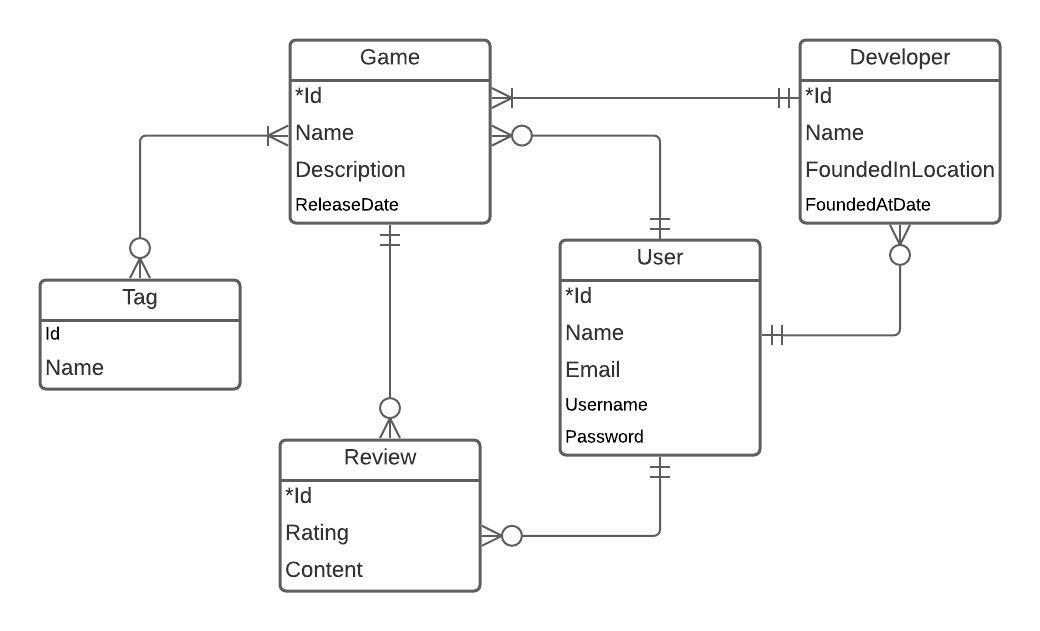 Game
*Id
Name
Description
ReleaseDate
Developer
*Id
Name
FoundedInLocation
FoundedAtDate
Tag
Id
Name
User
*Id
Name
Email
Username
Password
Review
*Id
Rating
Content